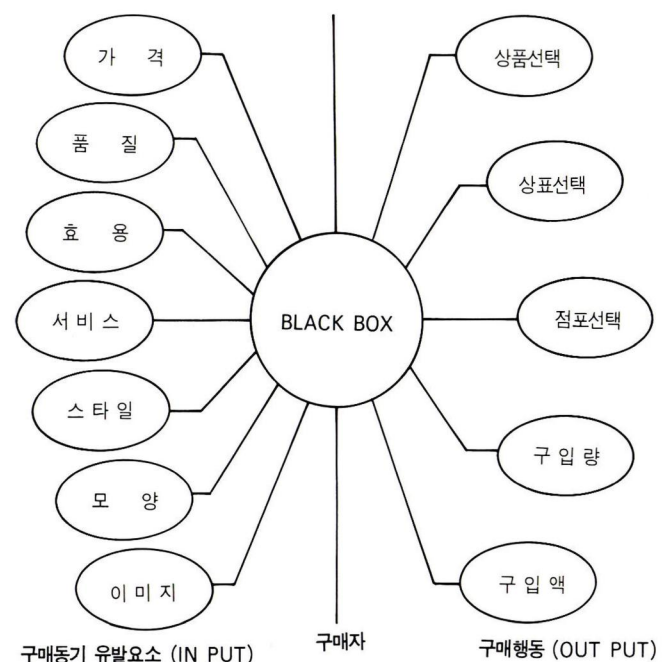 가 격
품 질
효 용
서 비 스
스 타 일
모 양
이 미 지
BLACK BOX
상품선택
상표선택
점포선택
구 입 량
구 입 액
구매동기 유발요소 (IN PUT)
구매자
구매행동 (OUT PUT)